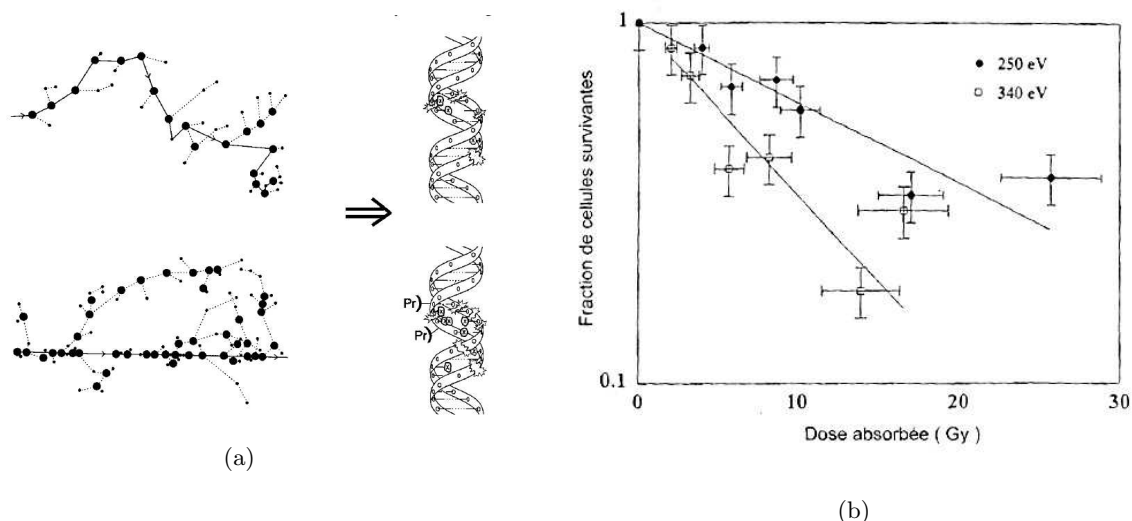 Pr)
Pr)
(a)
Fraction de cellules survivantes
1
0.1
250 eV
340 eV
0
10
20
30
Dose absorbée ( Gy )
(b)